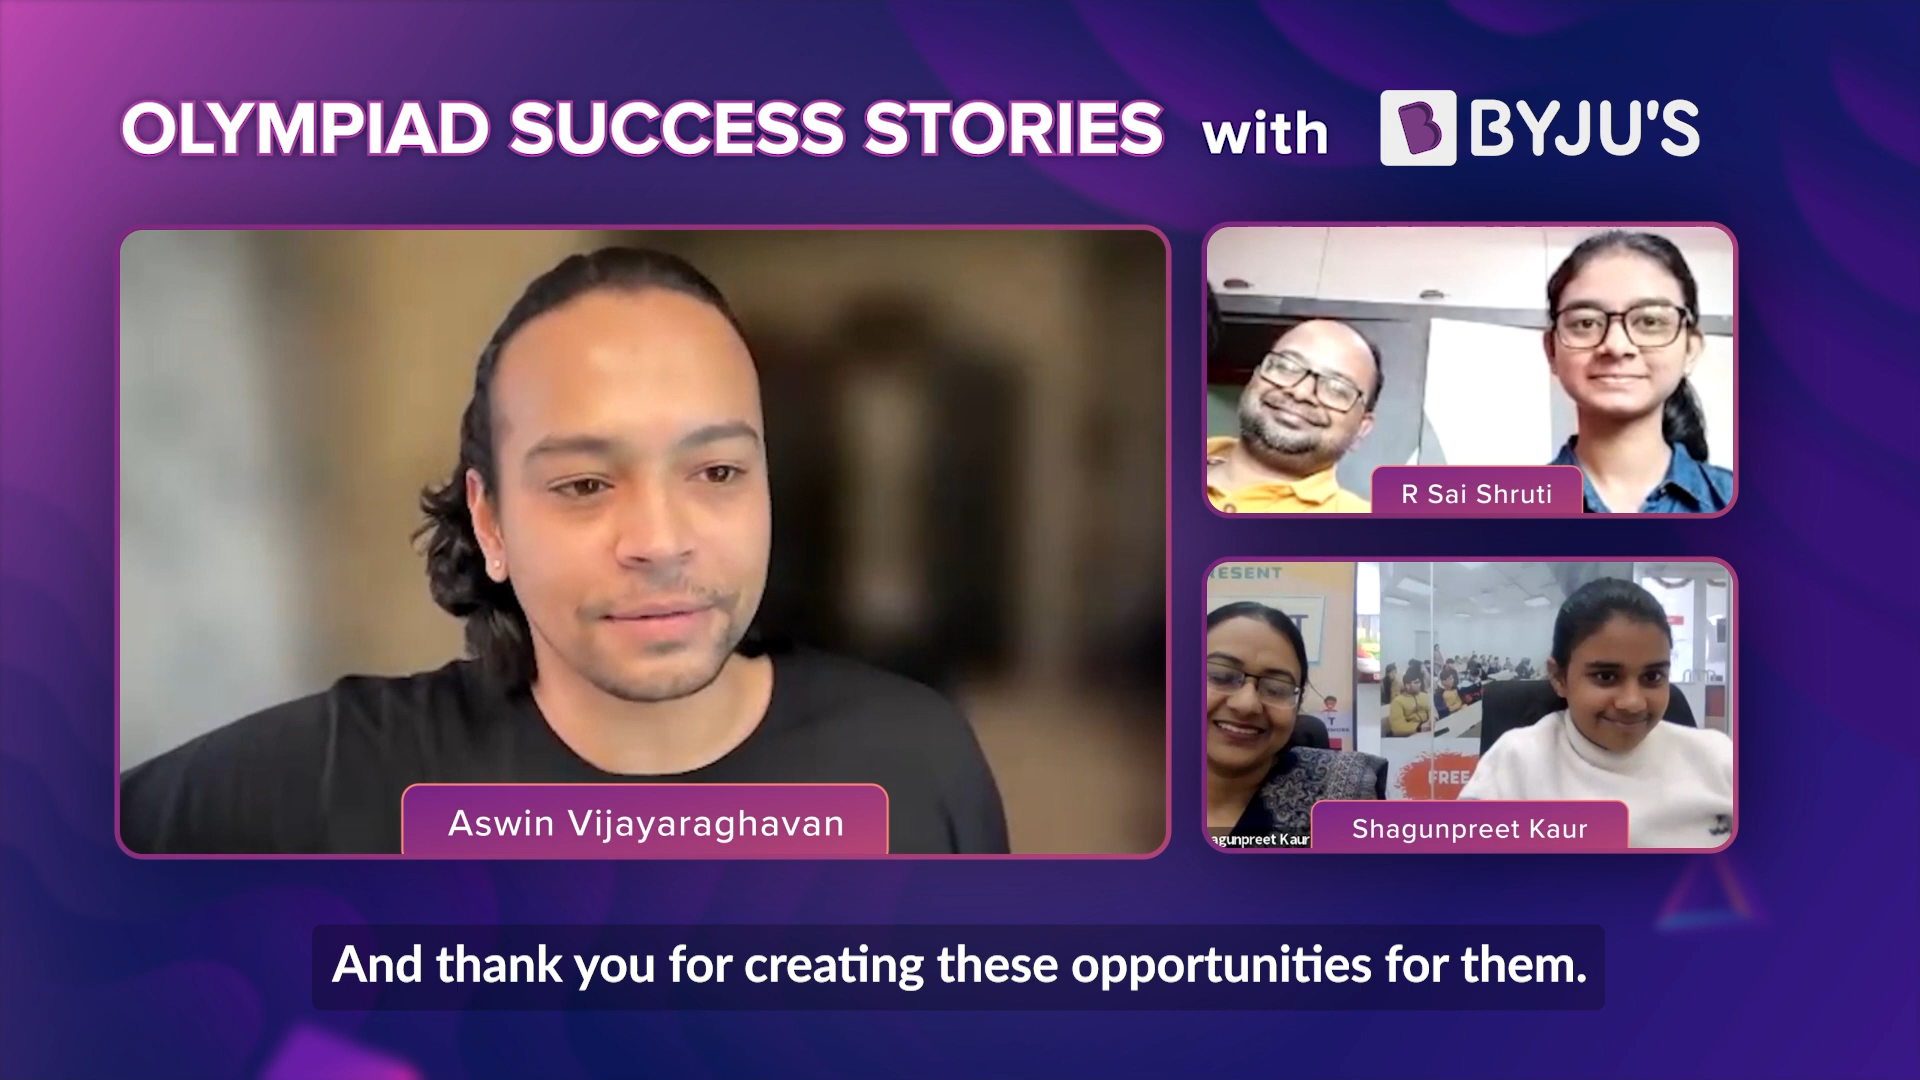 OLYMPIAD SUCCESS STORIES with BYJU'S
R Sai Shruti
ESENT
T
T
FREE
agunpreet Kaur
Aswin Vijayaraghavan
Shagunpreet Kaur
And thank you for creating these opportunities for them.